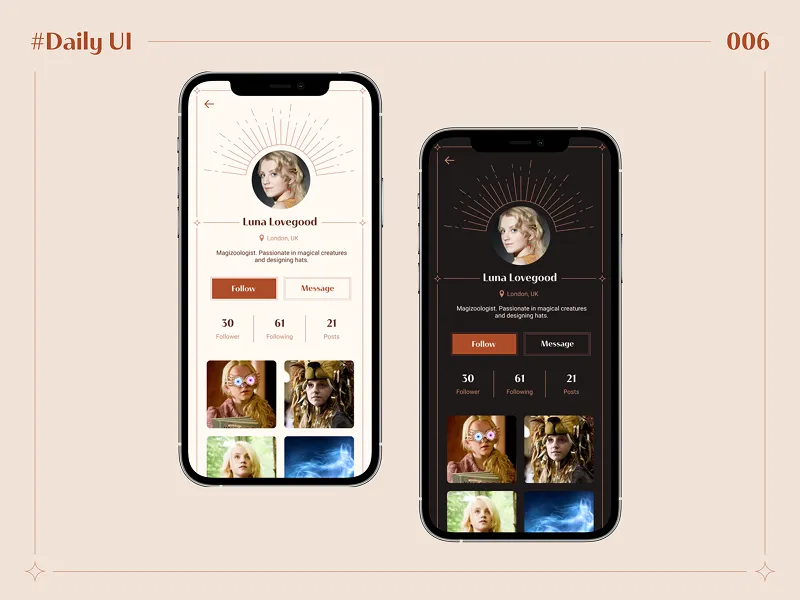 #Daily UI
006
Luna Lovegood
London, UK
Magizoologist. Passionate in magical creatures
and designing hats.
Follow
Message
30
61
21
Follower
Following
Posts
Luna Lovegood
London, UK
Magizoologist. Passionate in magical creatures
and designing hats.
Follow
Message
30
61
21
Follower
Following
Posts